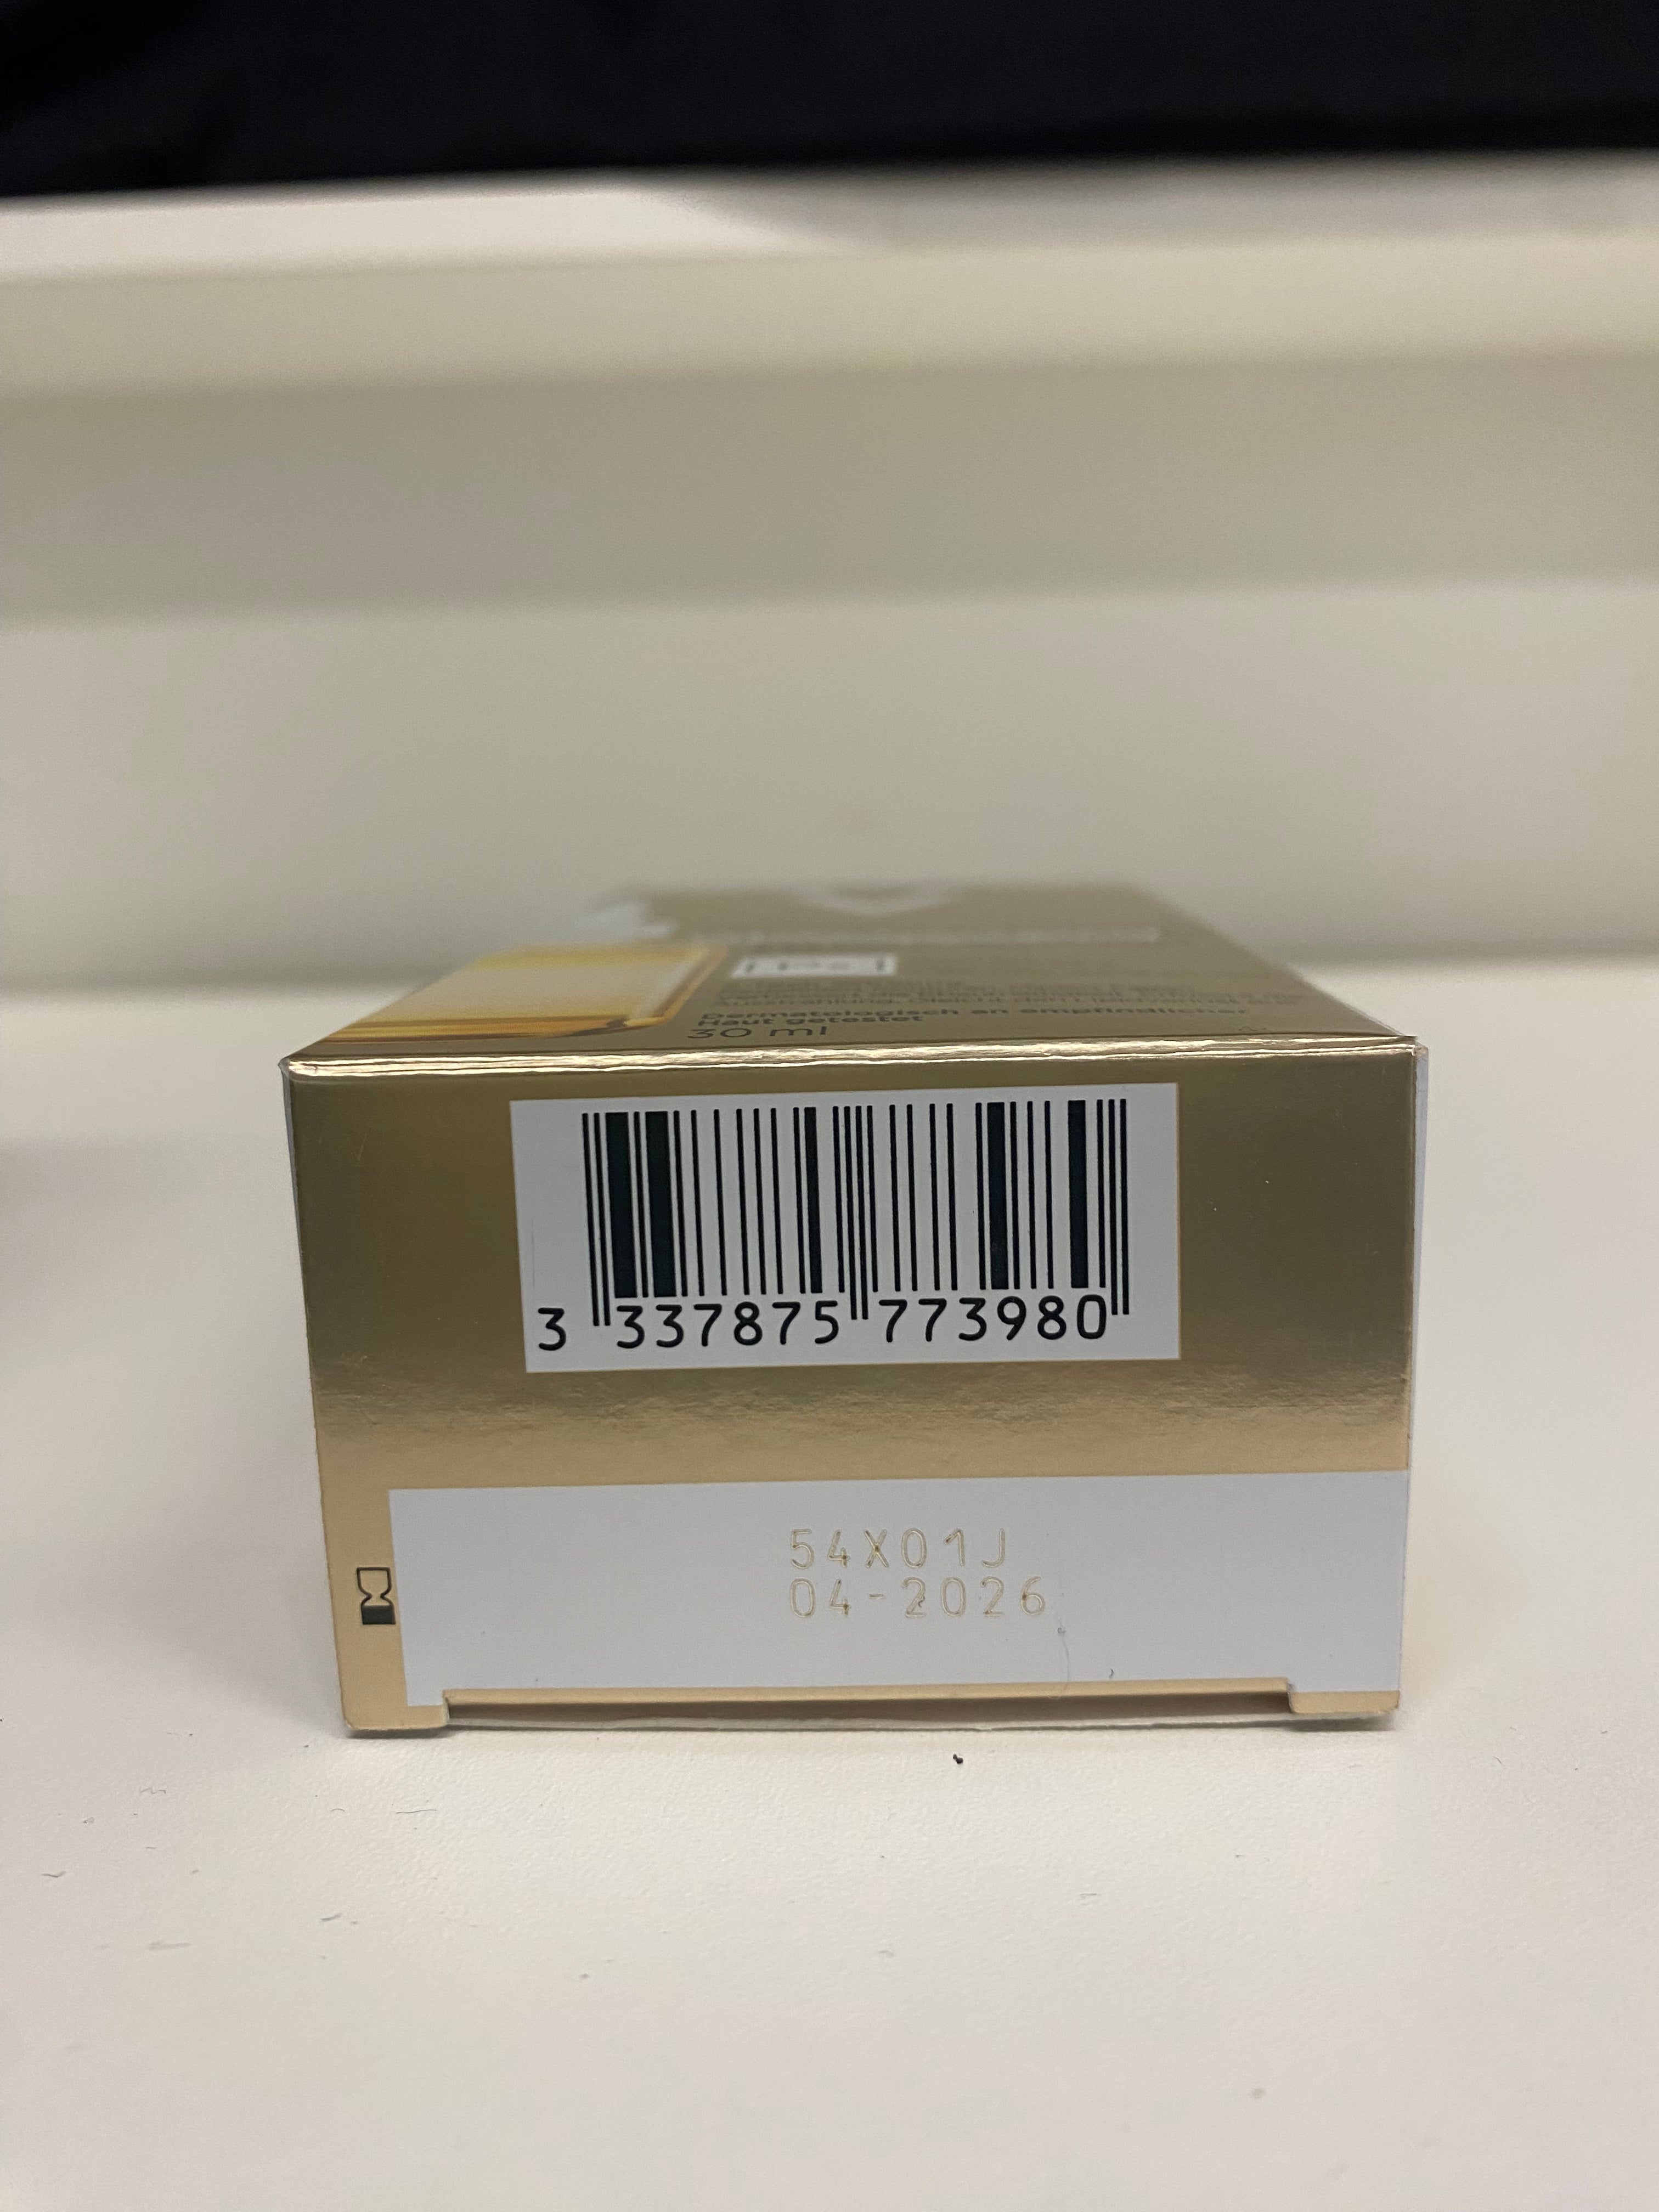 Dermatologisch an empfindlicher
Haut getestet
30 ml
3 337875 773980
54X01J
04-2026